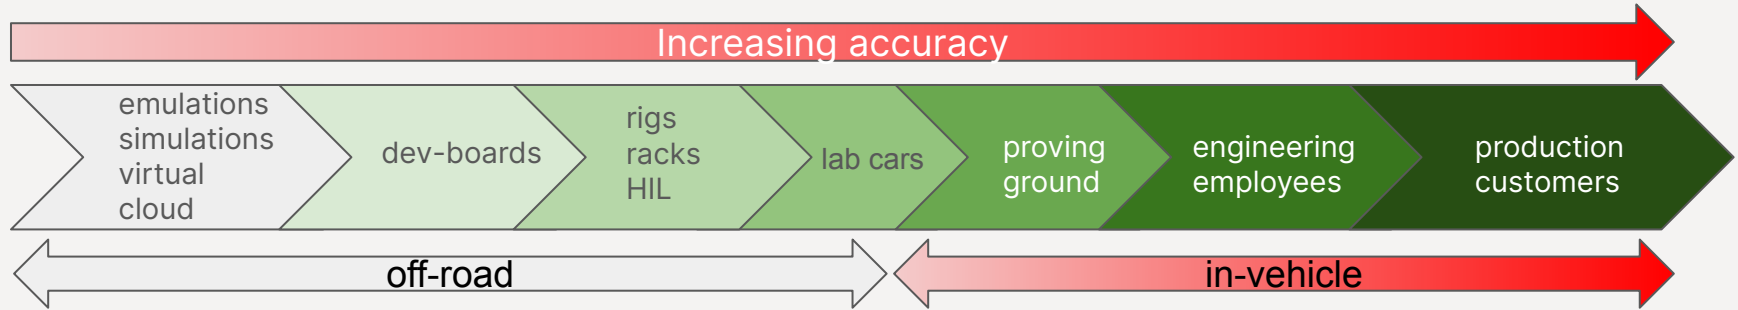 Increasing accuracy
emulations
simulations
virtual
cloud
dev-boards
rigs
racks
HIL
lab cars
proving
ground
engineering
employees
production
customers
off-road
in-vehicle